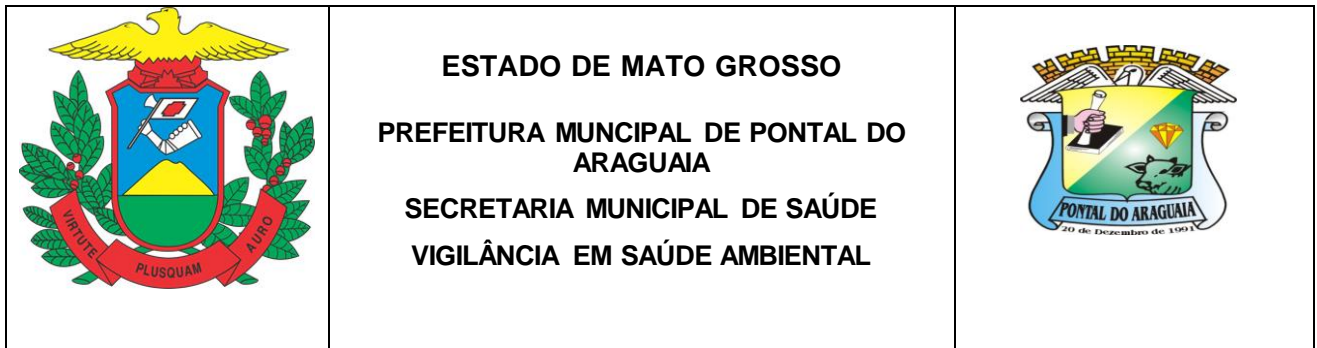 ESTADO DE MATO GROSSO
PREFEITURA MUNCIPAL DE PONTAL DO
ARAGUAIA
SECRETARIA MUNICIPAL DE SAÚDE
VIGILÂNCIA EM SAÚDE AMBIENTAL
VIRTUTE
PLUSQUAM
AURO
PONTAL DO ARAGUAIA
20 de Dezembro de 1991